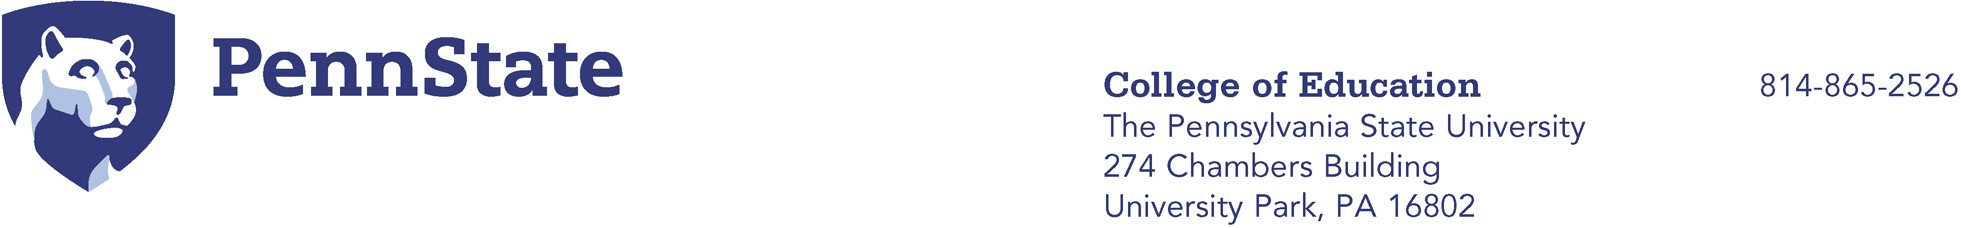 PennState
College of Education
The Pennsylvania State University
274 Chambers Building
University Park, PA 16802
814-865-2526